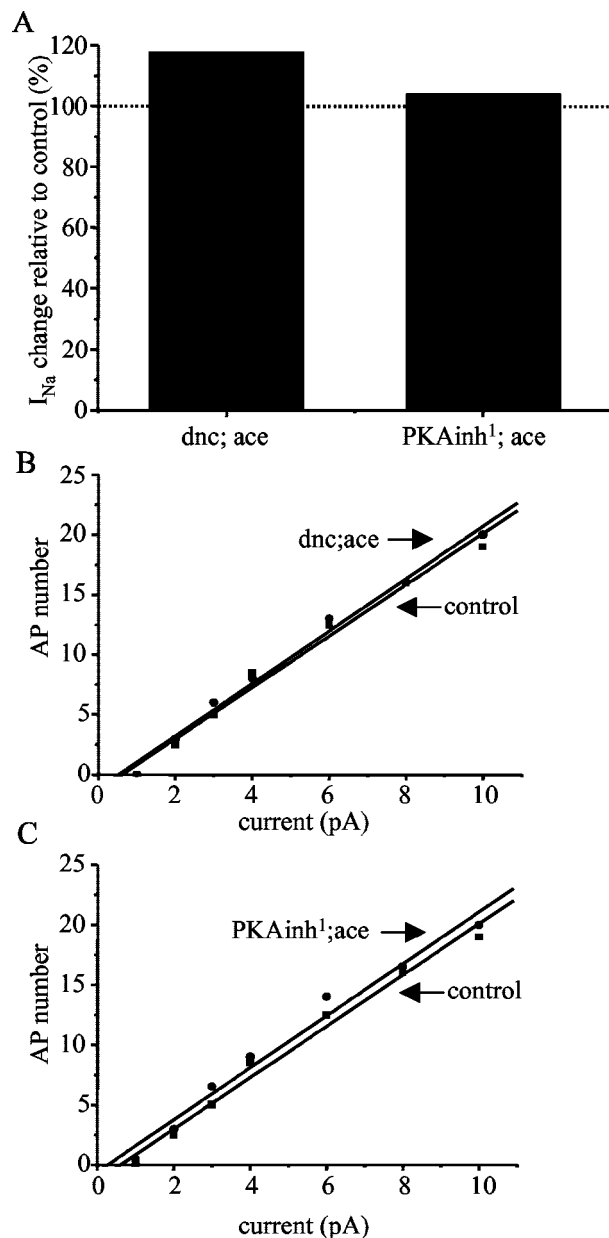 A
I_Na change relative to control (%)
120
100
80
60
40
20
0
dnc; ace
PKAinh¹; ace
B
AP number
25
20
15
10
5
0
dnc;ace
control
0
2
4
6
8
10
current (pA)
C
AP number
25
20
15
10
5
0
PKAinh¹;ace
control
0
2
4
6
8
10
current (pA)